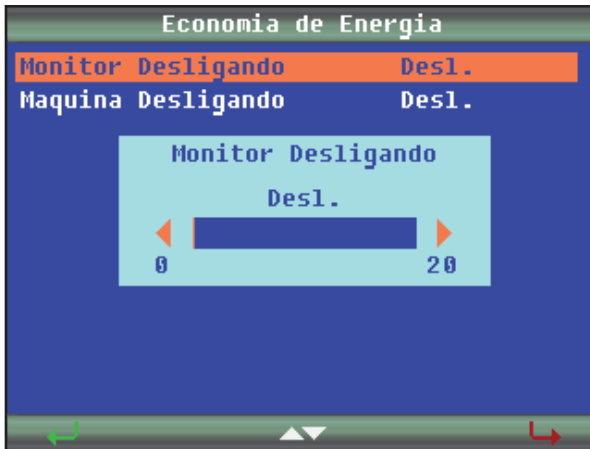 Economia de Energia
Monitor Desligando Desl.
Maquina Desligando Desl.
Monitor Desligando
Desl.
0 20